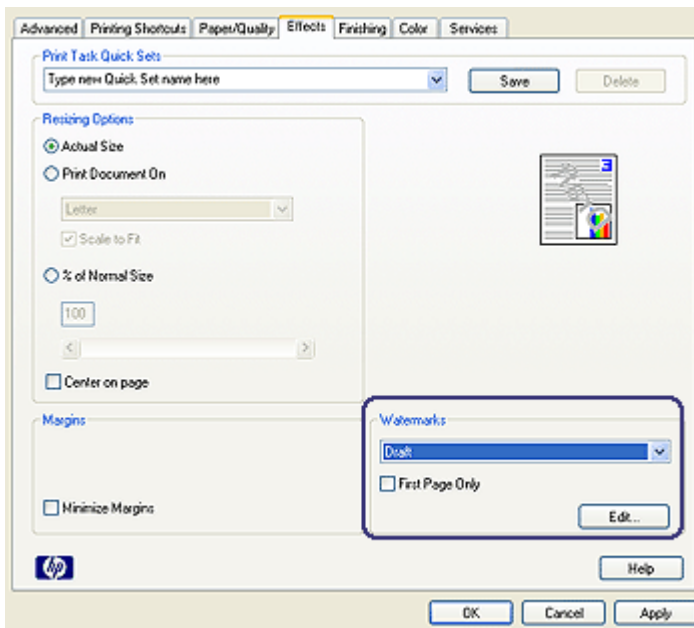 Advanced Printing Shortcuts Paper/Quality Effects Finishing Color Services
Print Task Quick Sets
Type new Quick Set name here Save Delete
Resizing Options
Actual Size
Print Document On
Letter
Scale to Fit
% of Normal Size
100
Center on page
3
Margins
Minimize Margins
Watermarks
Draft
First Page Only
Edit...
hp
Help
OK Cancel Apply